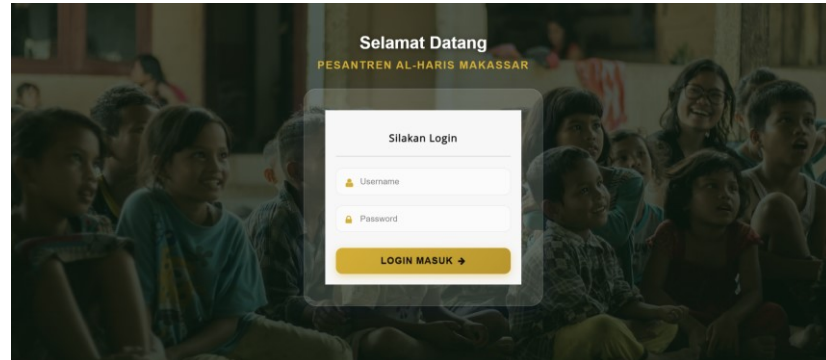 Selamat Datang
PESANTREN AL-HARIS MAKASSAR
Silakan Login
Username
Password
LOGIN MASUK →